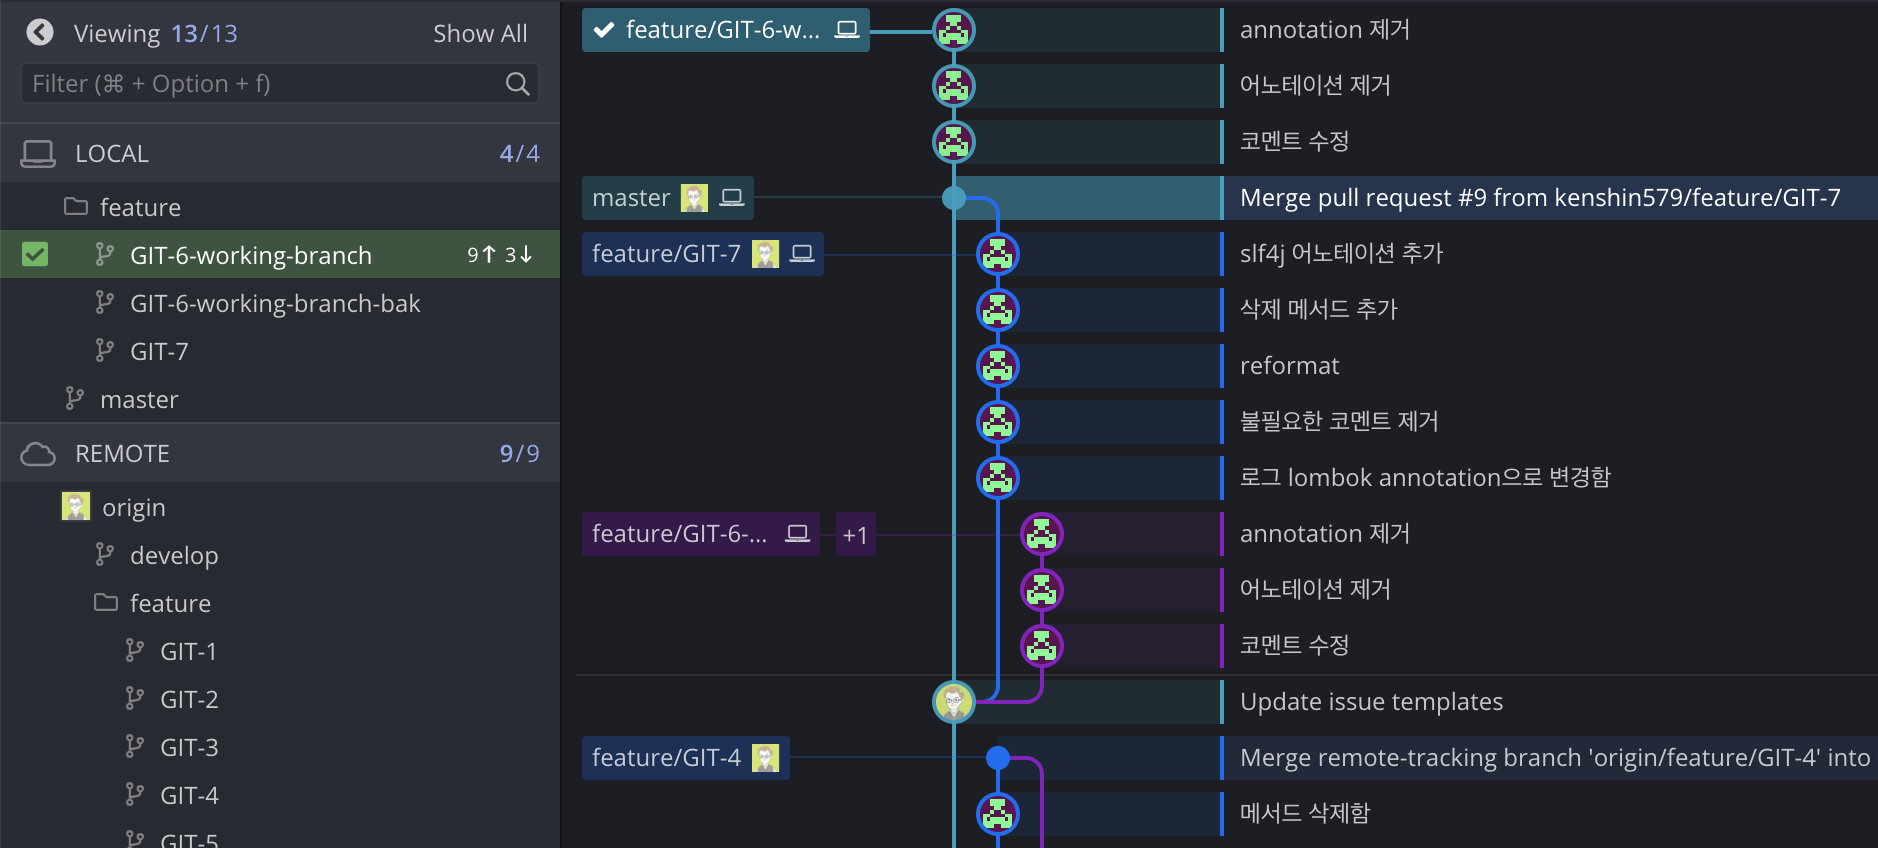 Viewing 13/13
Show All
Filter (⌘ + Option + f)
LOCAL 4/4
feature
GIT-6-working-branch 9↑ 3↓
GIT-6-working-branch-bak
GIT-7
master
REMOTE 9/9
origin
develop
feature
GIT-1
GIT-2
GIT-3
GIT-4
GIT-5
feature/GIT-6-w... annotation 제거
어노테이션 제거
코멘트 수정
master Merge pull request #9 from kenshin579/feature/GIT-7
feature/GIT-7 slf4j 어노테이션 추가
삭제 메서드 추가
reformat
불필요한 코멘트 제거
로그 lombok annotation으로 변경함
feature/GIT-6-... +1 annotation 제거
어노테이션 제거
코멘트 수정
Update issue templates
feature/GIT-4 Merge remote-tracking branch 'origin/feature/GIT-4' into
메서드 삭제함